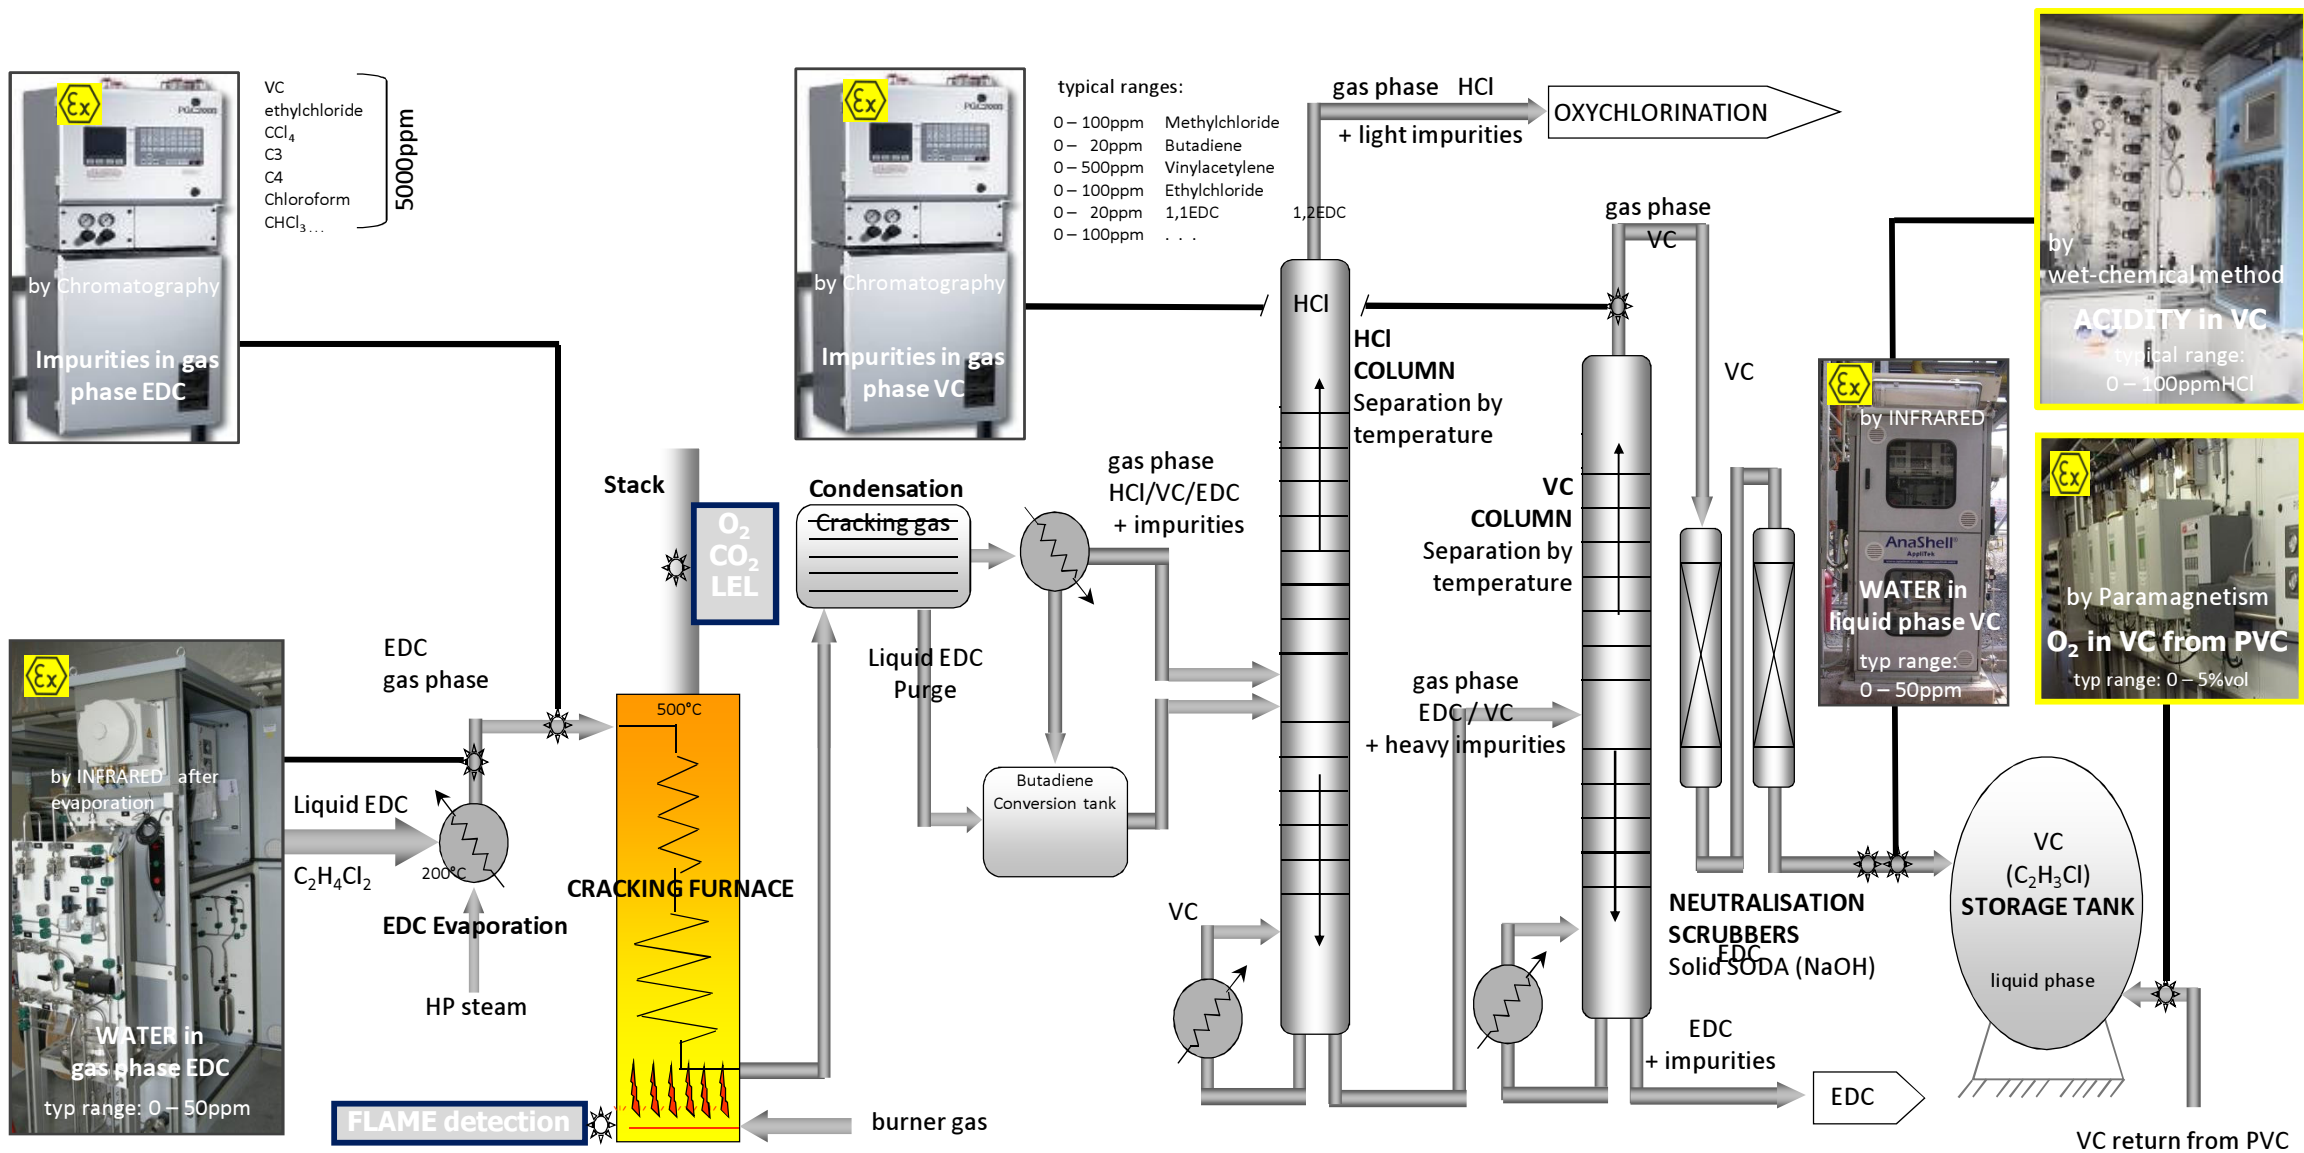 PGC2000
VC
ethylchloride
CCl4
C3
C4
Chloroform
CHCl3...
5000ppm
by Chromatography
Impurities in gas
phase EDC
PGC2000
by Chromatography
Impurities in gas
phase VC
typical ranges:
0 – 100ppm Methylchloride
0 – 20ppm Butadiene
0 – 500ppm Vinylacetylene
0 – 100ppm Ethylchloride
0 – 20ppm 1,1EDC 1,2EDC
0 – 100ppm . . .
gas phase HCl
+ light impurities
OXYCHLORINATION
gas phase
VC
HCl
HCl
COLUMN
Separation by
temperature
VC
by
wet-chemical method
ACIDITY in VC
typical range:
0 – 100ppmHCl
by INFRARED
AnaShell®
AppliTek
WATER in
liquid phase VC
typ range:
0 – 50ppm
by Paramagnetism
O2 in VC from PVC
typ range: 0 – 5%vol
Stack
O2
CO2
LEL
Condensation
Cracking gas
gas phase
HCl/VC/EDC
+ impurities
VC
COLUMN
Separation by
temperature
Liquid EDC
Purge
EDC
gas phase
500°C
gas phase
EDC / VC
+ heavy impurities
by INFRARED after
evaporation
Liquid EDC
C2H4Cl2
200°C
EDC Evaporation
HP steam
CRACKING FURNACE
Butadiene
Conversion tank
VC
NEUTRALISATION
SCRUBBERS
EDC
Solid SODA (NaOH)
VC
(C2H3Cl)
STORAGE TANK
liquid phase
WATER in
gas phase EDC
typ range: 0 – 50ppm
FLAME detection
burner gas
EDC
+ impurities
EDC
VC return from PVC
Ex
Ex
Ex
Ex
Ex